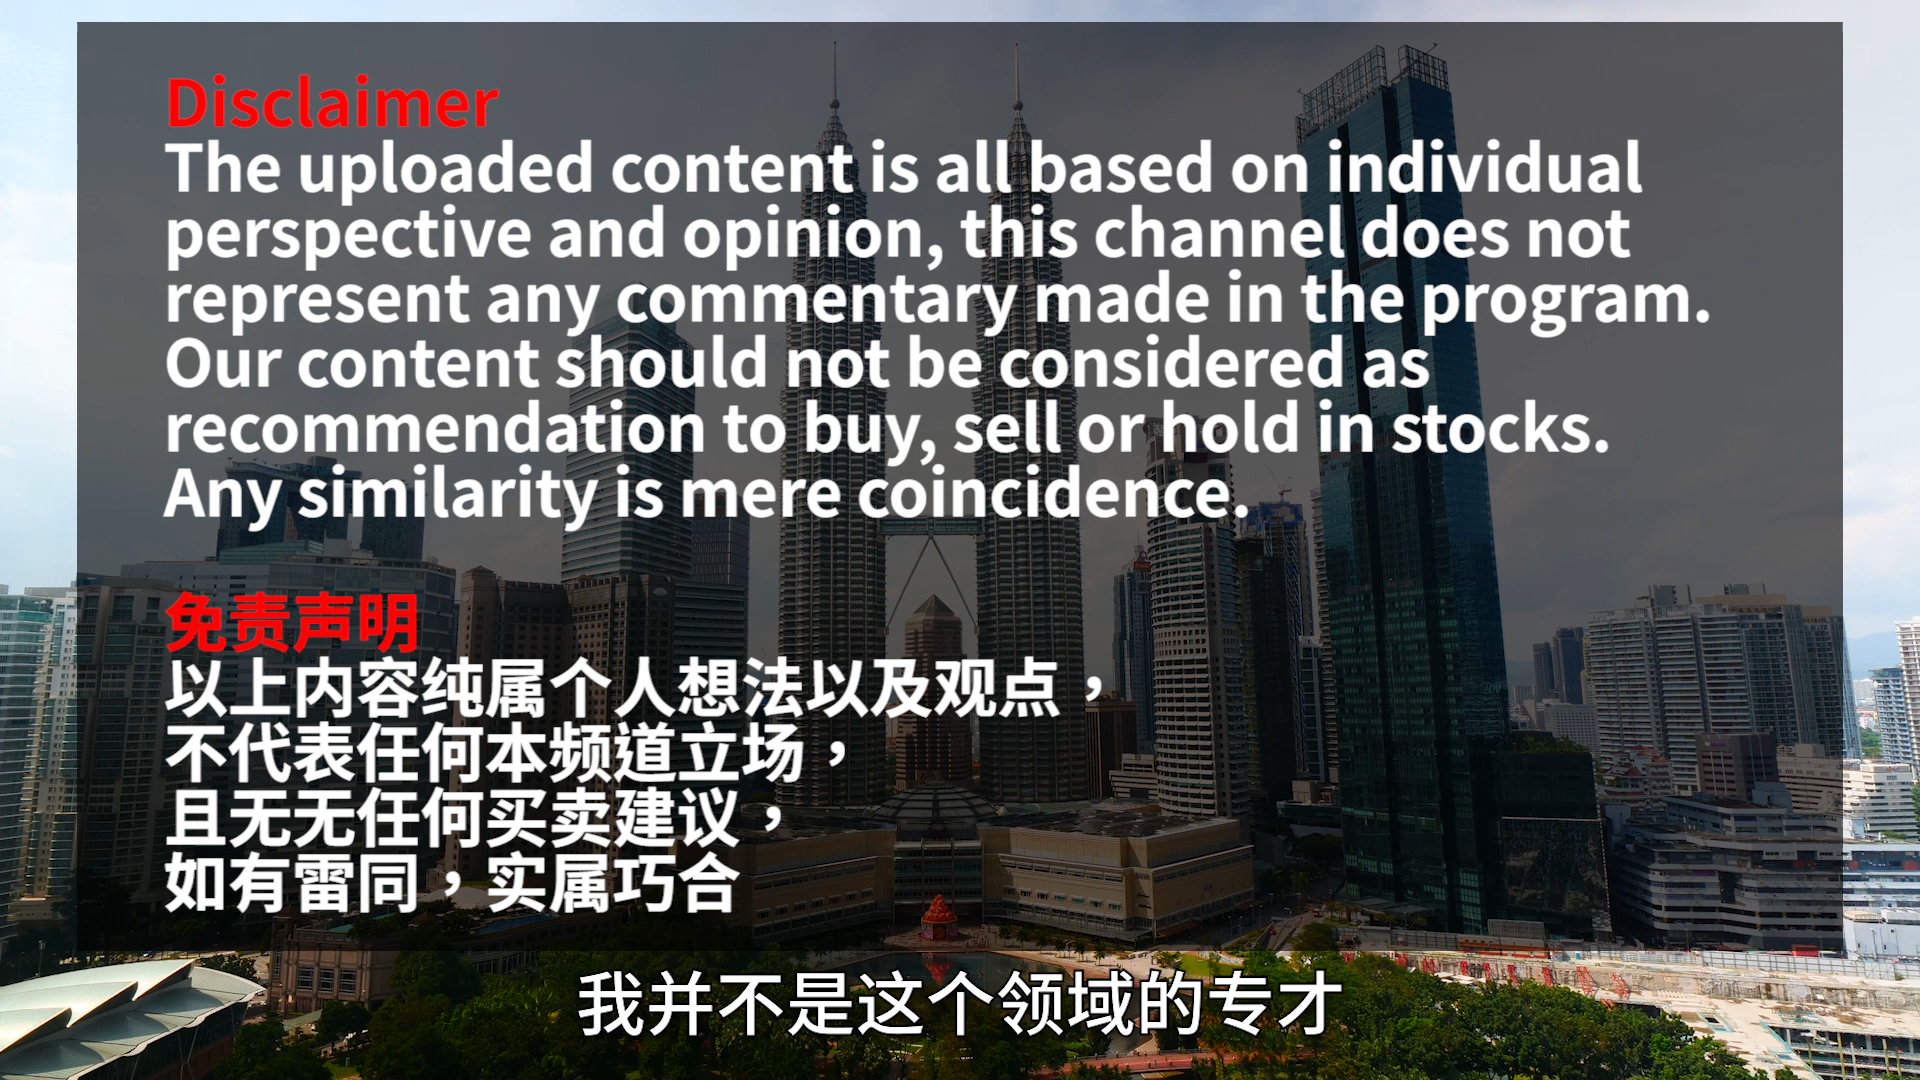 Disclaimer
The uploaded content is all based on individual
perspective and opinion, this channel does not
represent any commentary made in the program.
Our content should not be considered as
recommendation to buy, sell or hold in stocks.
Any similarity is mere coincidence.
免责声明
以上内容纯属个人想法以及观点，
不代表任何本频道立场，
且无无任何买卖建议，
如有雷同，实属巧合
我并不是这个领域的专才